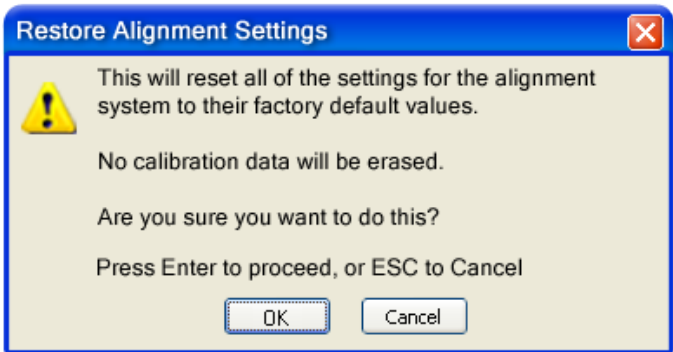 Restore Alignment Settings
This will reset all of the settings for the alignment
system to their factory default values.
No calibration data will be erased.
Are you sure you want to do this?
Press Enter to proceed, or ESC to Cancel
OK Cancel